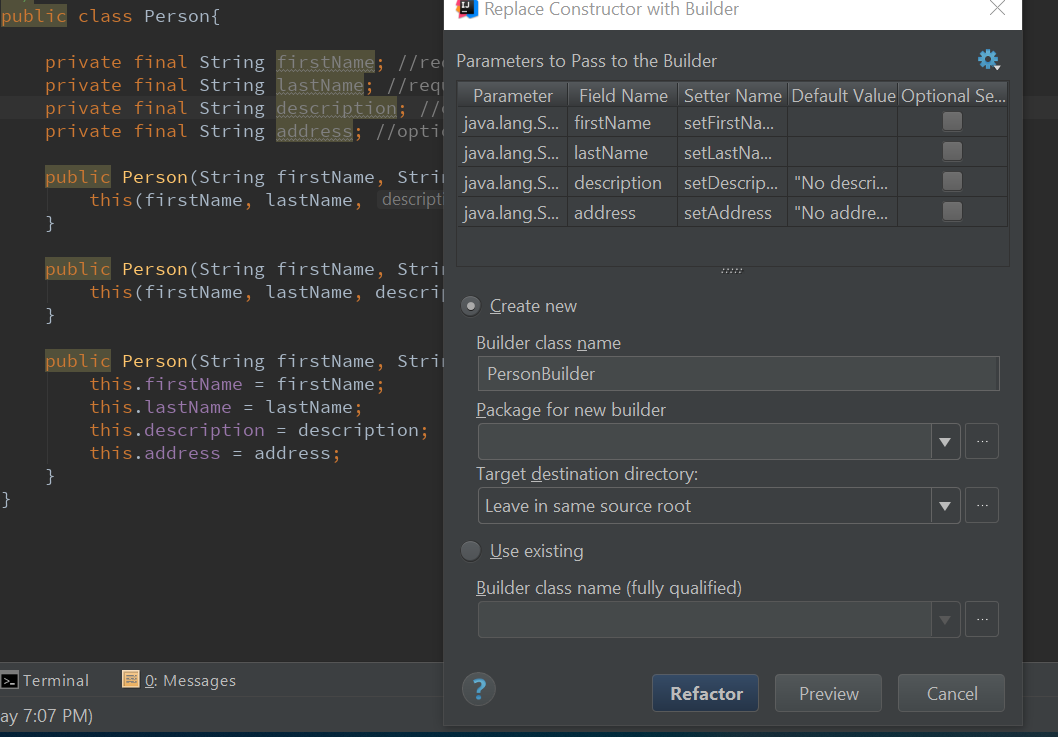 public class Person{
private final String firstName; //req
private final String lastName; //requ
private final String description; //o
private final String address; //optio
public Person(String firstName, Strin
this(firstName, lastName, descripti
}
public Person(String firstName, Strin
this(firstName, lastName, descrip
}
public Person(String firstName, Strin
this.firstName = firstName;
this.lastName = lastName;
this.description = description;
this.address = address;
}
}
Terminal
0: Messages
ay 7:07 PM)
Replace Constructor with Builder
Parameters to Pass to the Builder
Parameter Field Name Setter Name Default Value Optional Se...
java.lang.S... firstName setFirstNa...
java.lang.S... lastName setLastNa...
java.lang.S... description setDescrip... "No descri...
java.lang.S... address setAddress "No addre...
Create new
Builder class name
PersonBuilder
Package for new builder
...
Target destination directory:
Leave in same source root
...
Use existing
Builder class name (fully qualified)
...
?
Refactor
Preview
Cancel